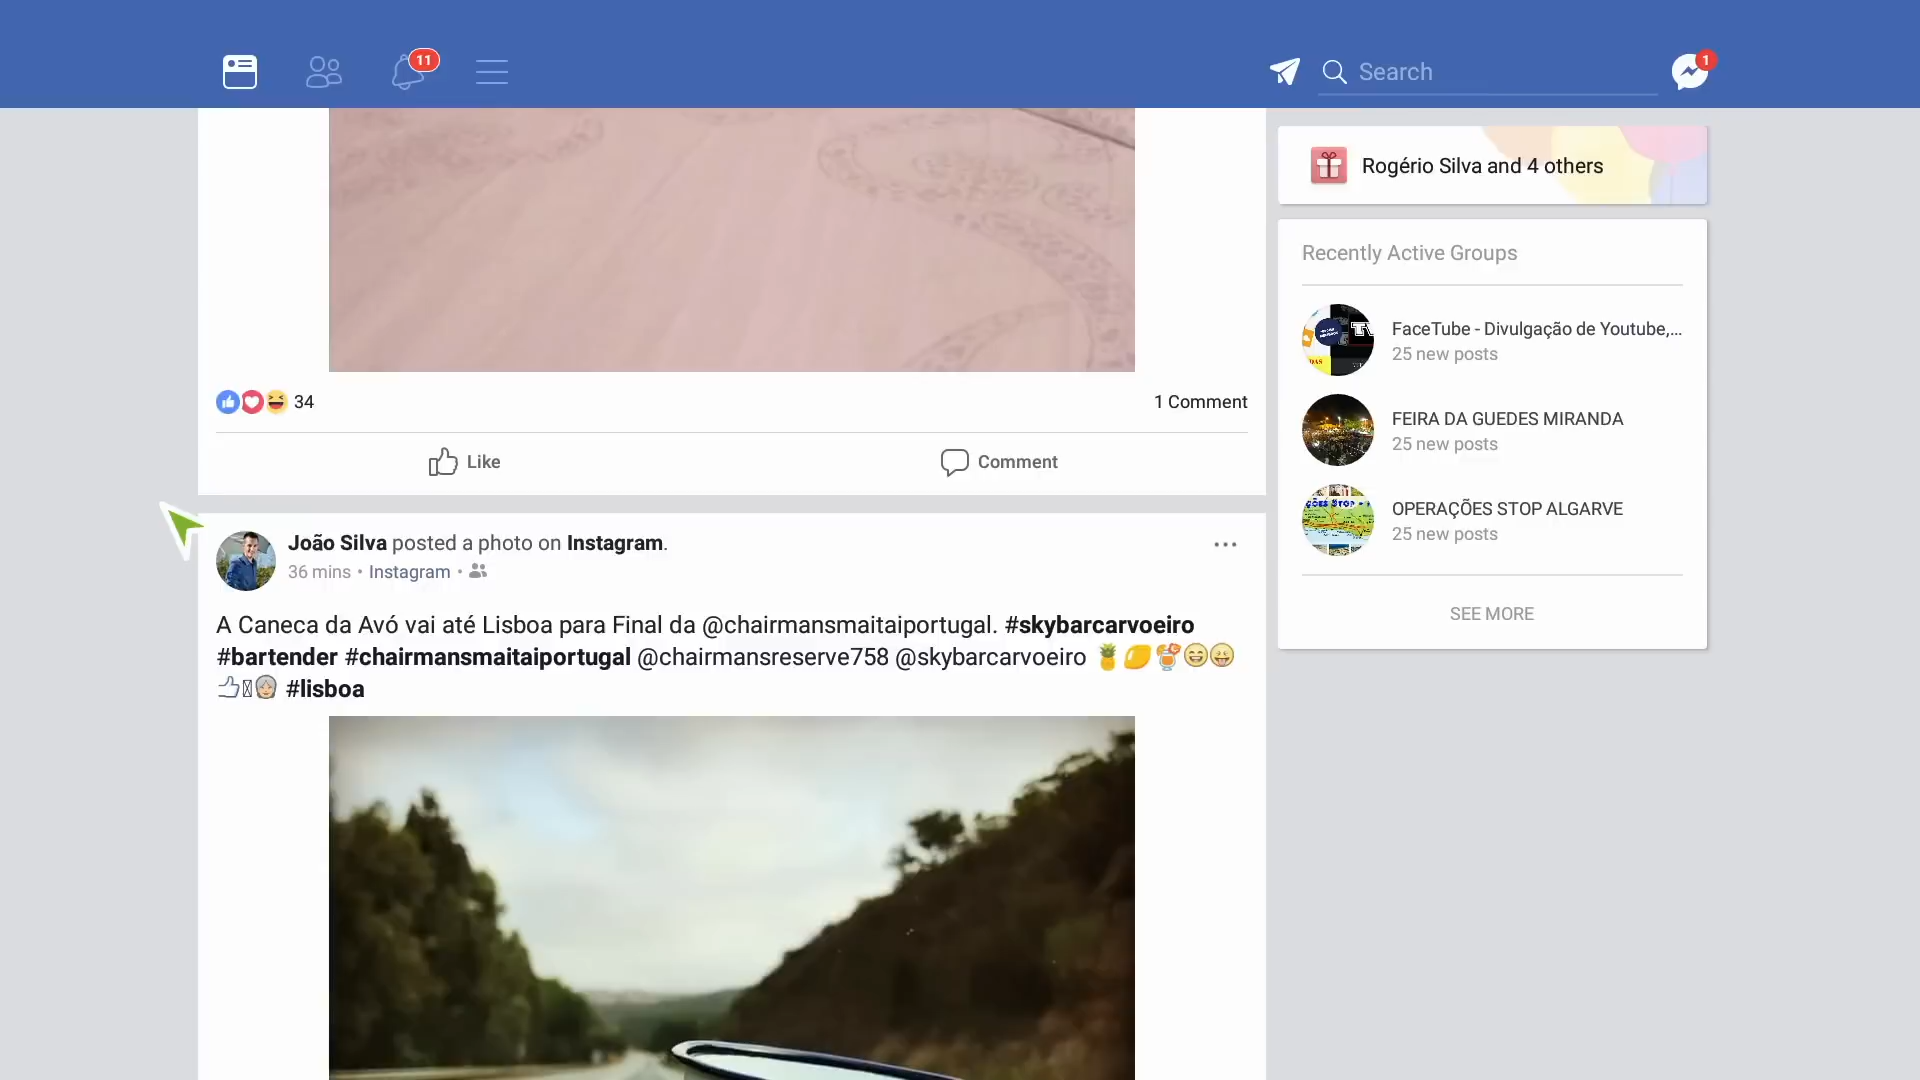 11
Search
1
Rogério Silva and 4 others
Recently Active Groups
FaceTube - Divulgação de Youtube,...
25 new posts
FEIRA DA GUEDES MIRANDA
25 new posts
OPERAÇÕES STOP ALGARVE
25 new posts
SEE MORE
34
1 Comment
Like
Comment
João Silva posted a photo on Instagram.
36 mins • Instagram •
A Caneca da Avó vai até Lisboa para Final da @chairmansmaitaiportugal. #skybarcarvoeiro
#bartender #chairmansmaitaiportugal @chairmansreserve758 @skybarcarvoeiro 🍍🍋🍹😄😜
👍👵 #lisboa